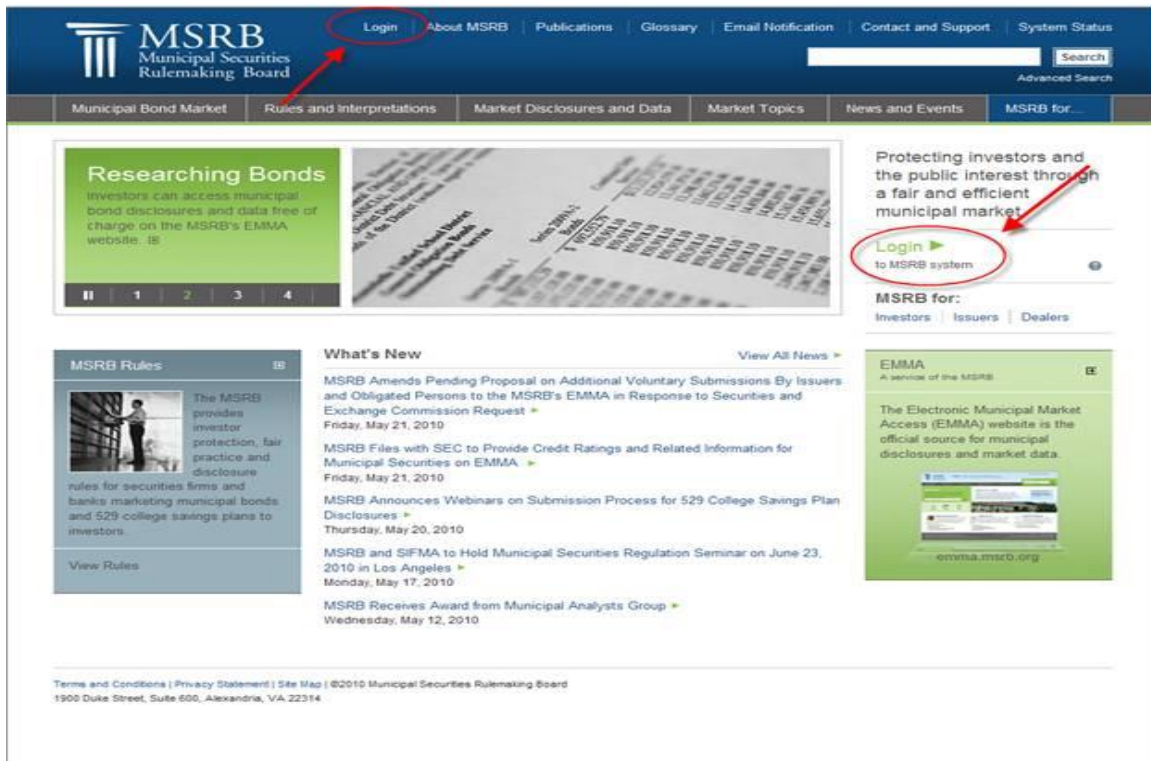 Login About MSRB Publications Glossary Email Notification Contact and Support System Status
MSRB
Municipal Securities
Rulemaking Board
Search
Advanced Search
Municipal Bond Market Rules and Interpretations Market Disclosures and Data Market Topics News and Events MSRB for...
Researching Bonds
Investors can access municipal
bond disclosures and data free of
charge on the MSRB's EMMA
website.
1 2 3 4
Series 2009A-2
Bonds
Protecting investors and
the public interest through
a fair and efficient
municipal market
Login
to MSRB system
MSRB for:
Investors Issuers Dealers
MSRB Rules
The MSRB
provides
investor
protection, fair
practice and
disclosure
rules for securities firms and
banks marketing municipal bonds
and 529 college savings plans to
investors.
View Rules
What's New View All News
MSRB Amends Pending Proposal on Additional Voluntary Submissions By Issuers
and Obligated Persons to the MSRB's EMMA in Response to Securities and
Exchange Commission Request
Friday, May 21, 2010
MSRB Files with SEC to Provide Credit Ratings and Related Information for
Municipal Securities on EMMA
Friday, May 21, 2010
MSRB Announces Webinars on Submission Process for 529 College Savings Plan
Disclosures
Thursday, May 20, 2010
MSRB and SIFMA to Hold Municipal Securities Regulation Seminar on June 23,
2010 in Los Angeles
Monday, May 17, 2010
MSRB Receives Award from Municipal Analysts Group
Wednesday, May 12, 2010
EMMA
A service of the MSRB
The Electronic Municipal Market
Access (EMMA) website is the
official source for municipal
disclosures and market data.
emma.msrb.org
Terms and Conditions | Privacy Statement | Site Map | ©2010 Municipal Securities Rulemaking Board
1900 Duke Street, Suite 600, Alexandria, VA 22314